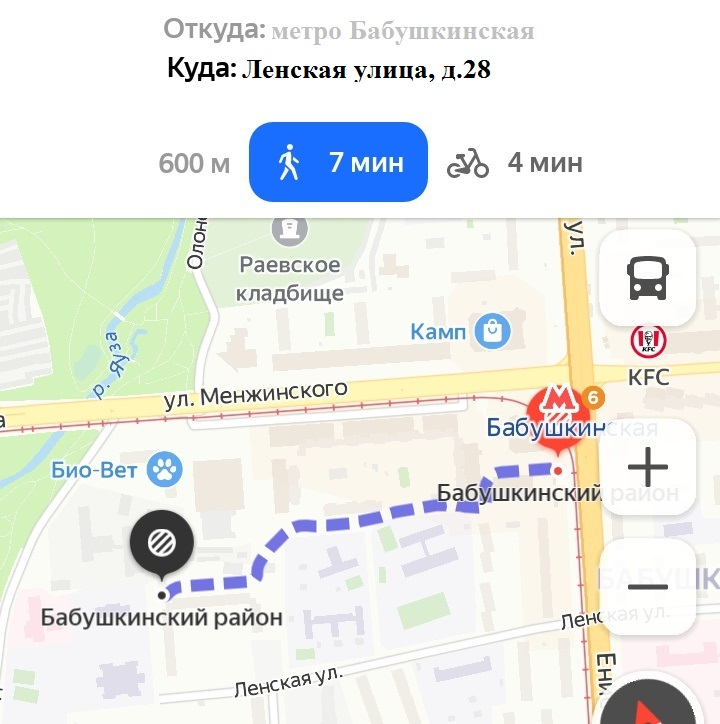 Откуда: метро Бабушкинская
Куда: Ленская улица, д.28
600 м
7 мин
4 мин
Олон
ул.
Раевское
кладбище
Камп
KFC
KFC
р. Яуза
ул. Менжинского
а
6
Бабушкинская
Био-Вет
Бабушкинский район
БАБУШК
Бабушкинский район
Ленская ул.
Ленская ул.
Ени